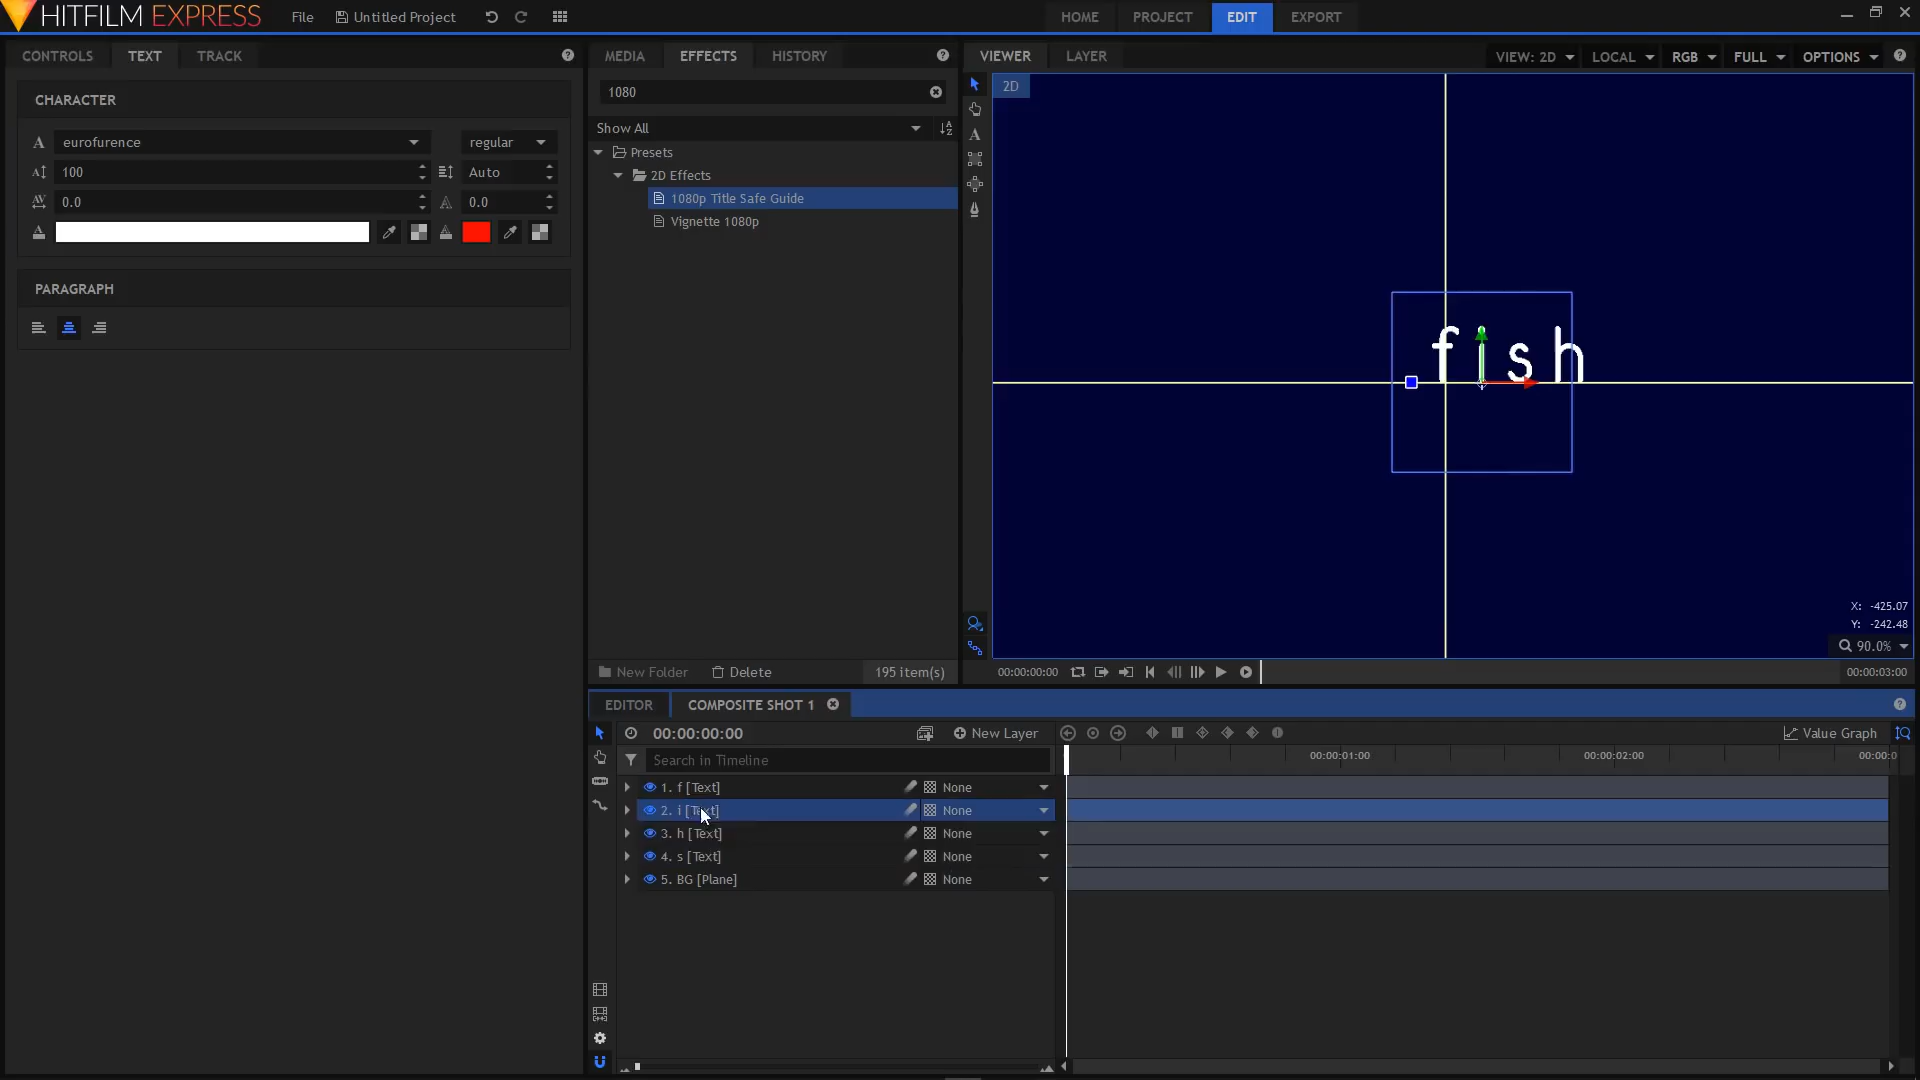 HITFILM EXPRESS
File
Untitled Project
HOME
PROJECT
EDIT
EXPORT
CONTROLS
TEXT
TRACK
MEDIA
EFFECTS
HISTORY
VIEWER
LAYER
VIEW: 2D
LOCAL
RGB
FULL
OPTIONS
CHARACTER
eurofurence
regular
100
Auto
0.0
0.0
PARAGRAPH
1080
Show All
Presets
2D Effects
1080p Title Safe Guide
Vignette 1080p
New Folder
Delete
195 item(s)
2D
f i s h
X: -425.07
Y: -242.48
90.0%
00:00:00:00
00:00:03:00
EDITOR
COMPOSITE SHOT 1
00:00:00:00
New Layer
Value Graph
Search in Timeline
00:00:01:00
00:00:02:00
00:00:0
1. f [Text]
None
2. i [Text]
None
3. h [Text]
None
4. s [Text]
None
5. BG [Plane]
None